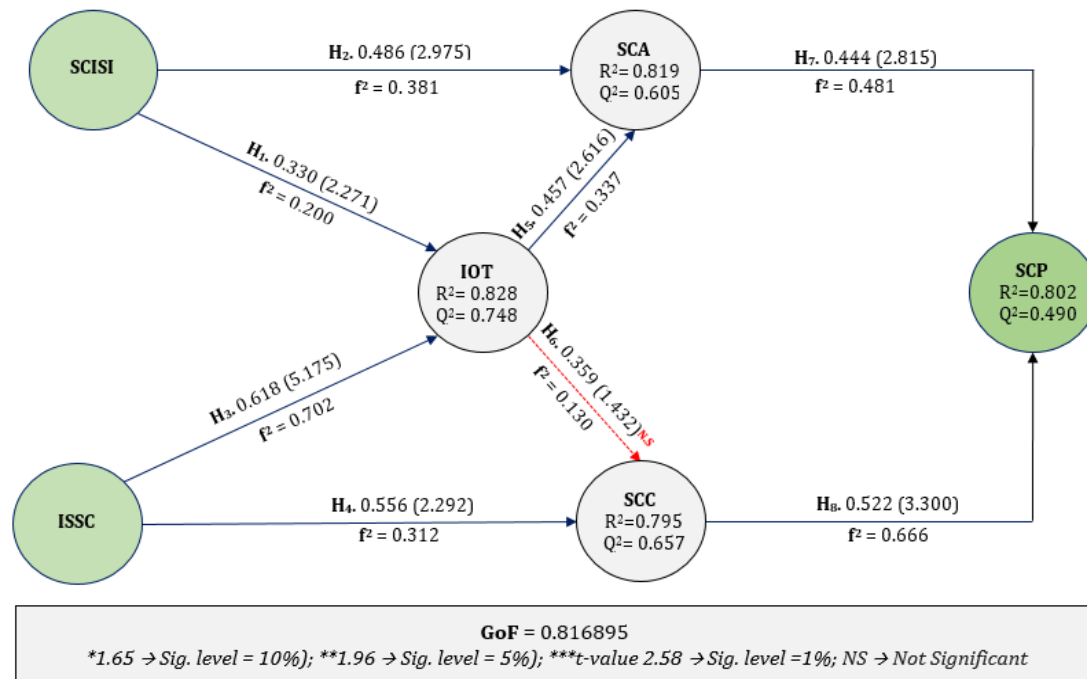 SCISI
H₂. 0.486 (2.975)
f² = 0. 381
SCA
R²= 0.819
Q²= 0.605
H₇. 0.444 (2.815)
f² = 0.481
H₁. 0.330 (2.271)
f² = 0.200
H₅. 0.457 (2.616)
f² = 0.337
IOT
R²= 0.828
Q²= 0.748
SCP
R²=0.802
Q²=0.490
H₃. 0.618 (5.175)
f² = 0.702
H₆. 0.359 (1.432)ᴺ·ˢ
f² = 0.130
ISSC
H₄. 0.556 (2.292)
f² = 0.312
SCC
R²=0.795
Q²= 0.657
H₈. 0.522 (3.300)
f² = 0.666
GoF = 0.816895
*1.65 → Sig. level = 10%); **1.96 → Sig. level = 5%); ***t-value 2.58 → Sig. level =1%; NS → Not Significant